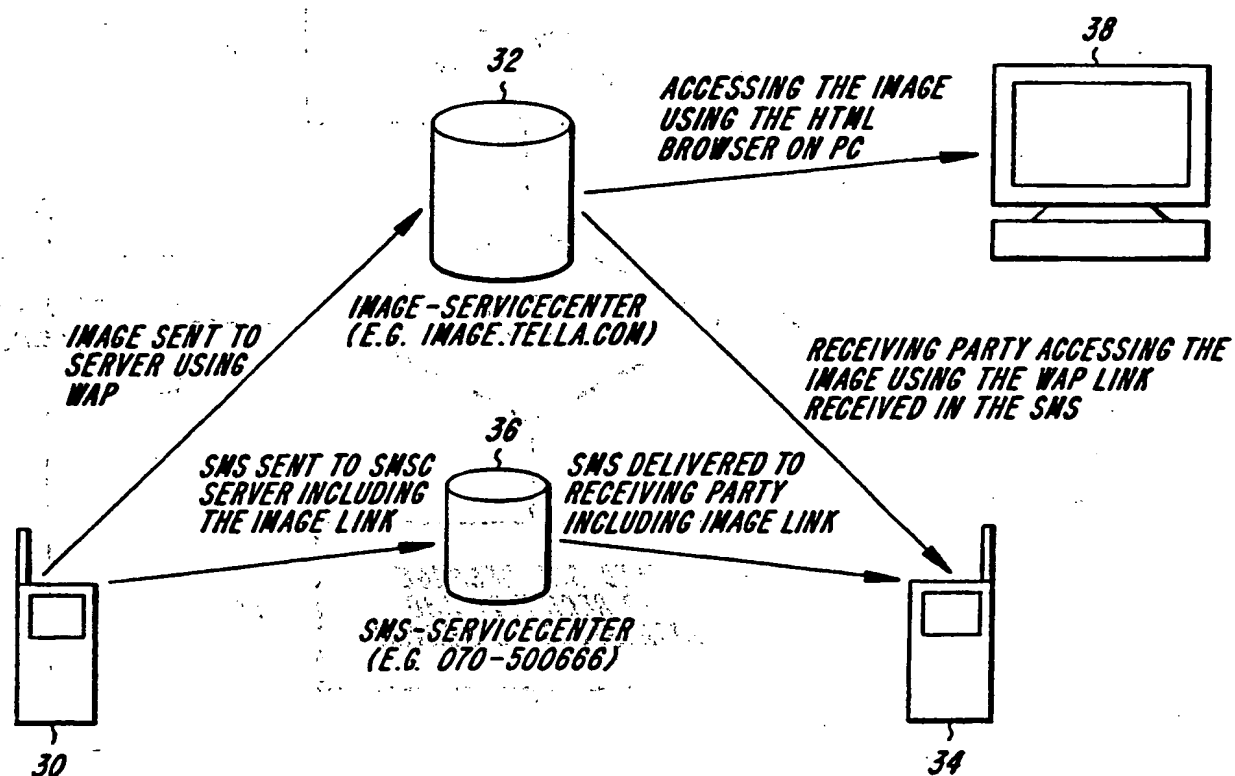 38
32
ACCESSING THE IMAGE
USING THE HTML
BROWSER ON PC
IMAGE-SERVICECENTER
(E.G. IMAGE.TELLA.COM)
IMAGE SENT TO
SERVER USING
WAP
RECEIVING PARTY ACCESSING THE
IMAGE USING THE WAP LINK
RECEIVED IN THE SMS
36
SMS SENT TO SMSC
SERVER INCLUDING
THE IMAGE LINK
SMS DELIVERED TO
RECEIVING PARTY
INCLUDING IMAGE LINK
SMS-SERVICECENTER
(E.G. 070-500666)
30
34